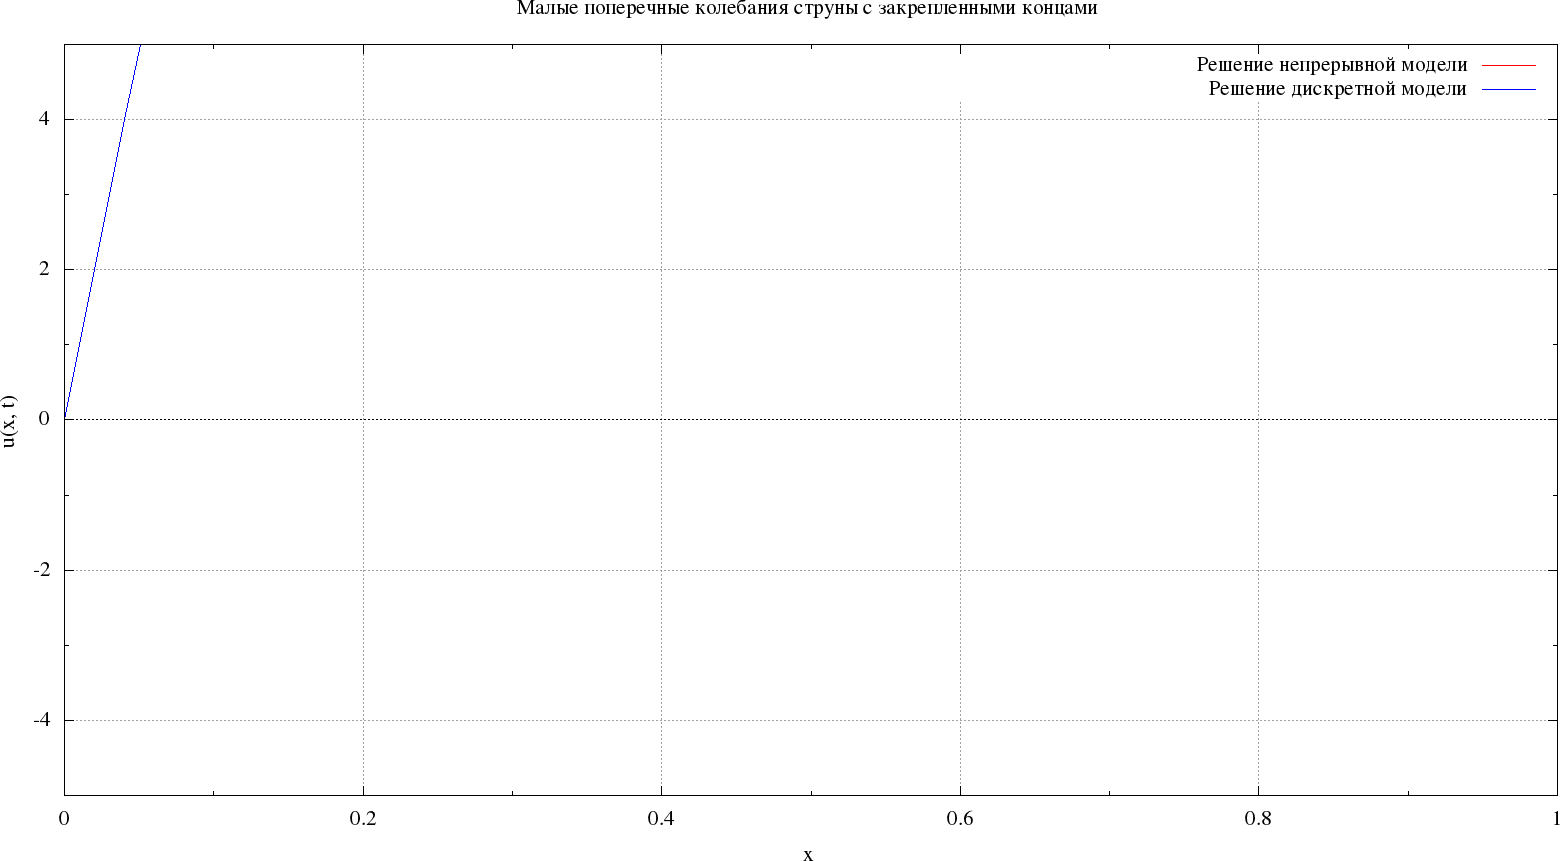 Малые поперечные колебания струны с закрепленными концами
Решение непрерывной модели
Решение дискретной модели
4
2
0
-2
-4
u(x, t)
0 0.2 0.4 0.6 0.8 1
x